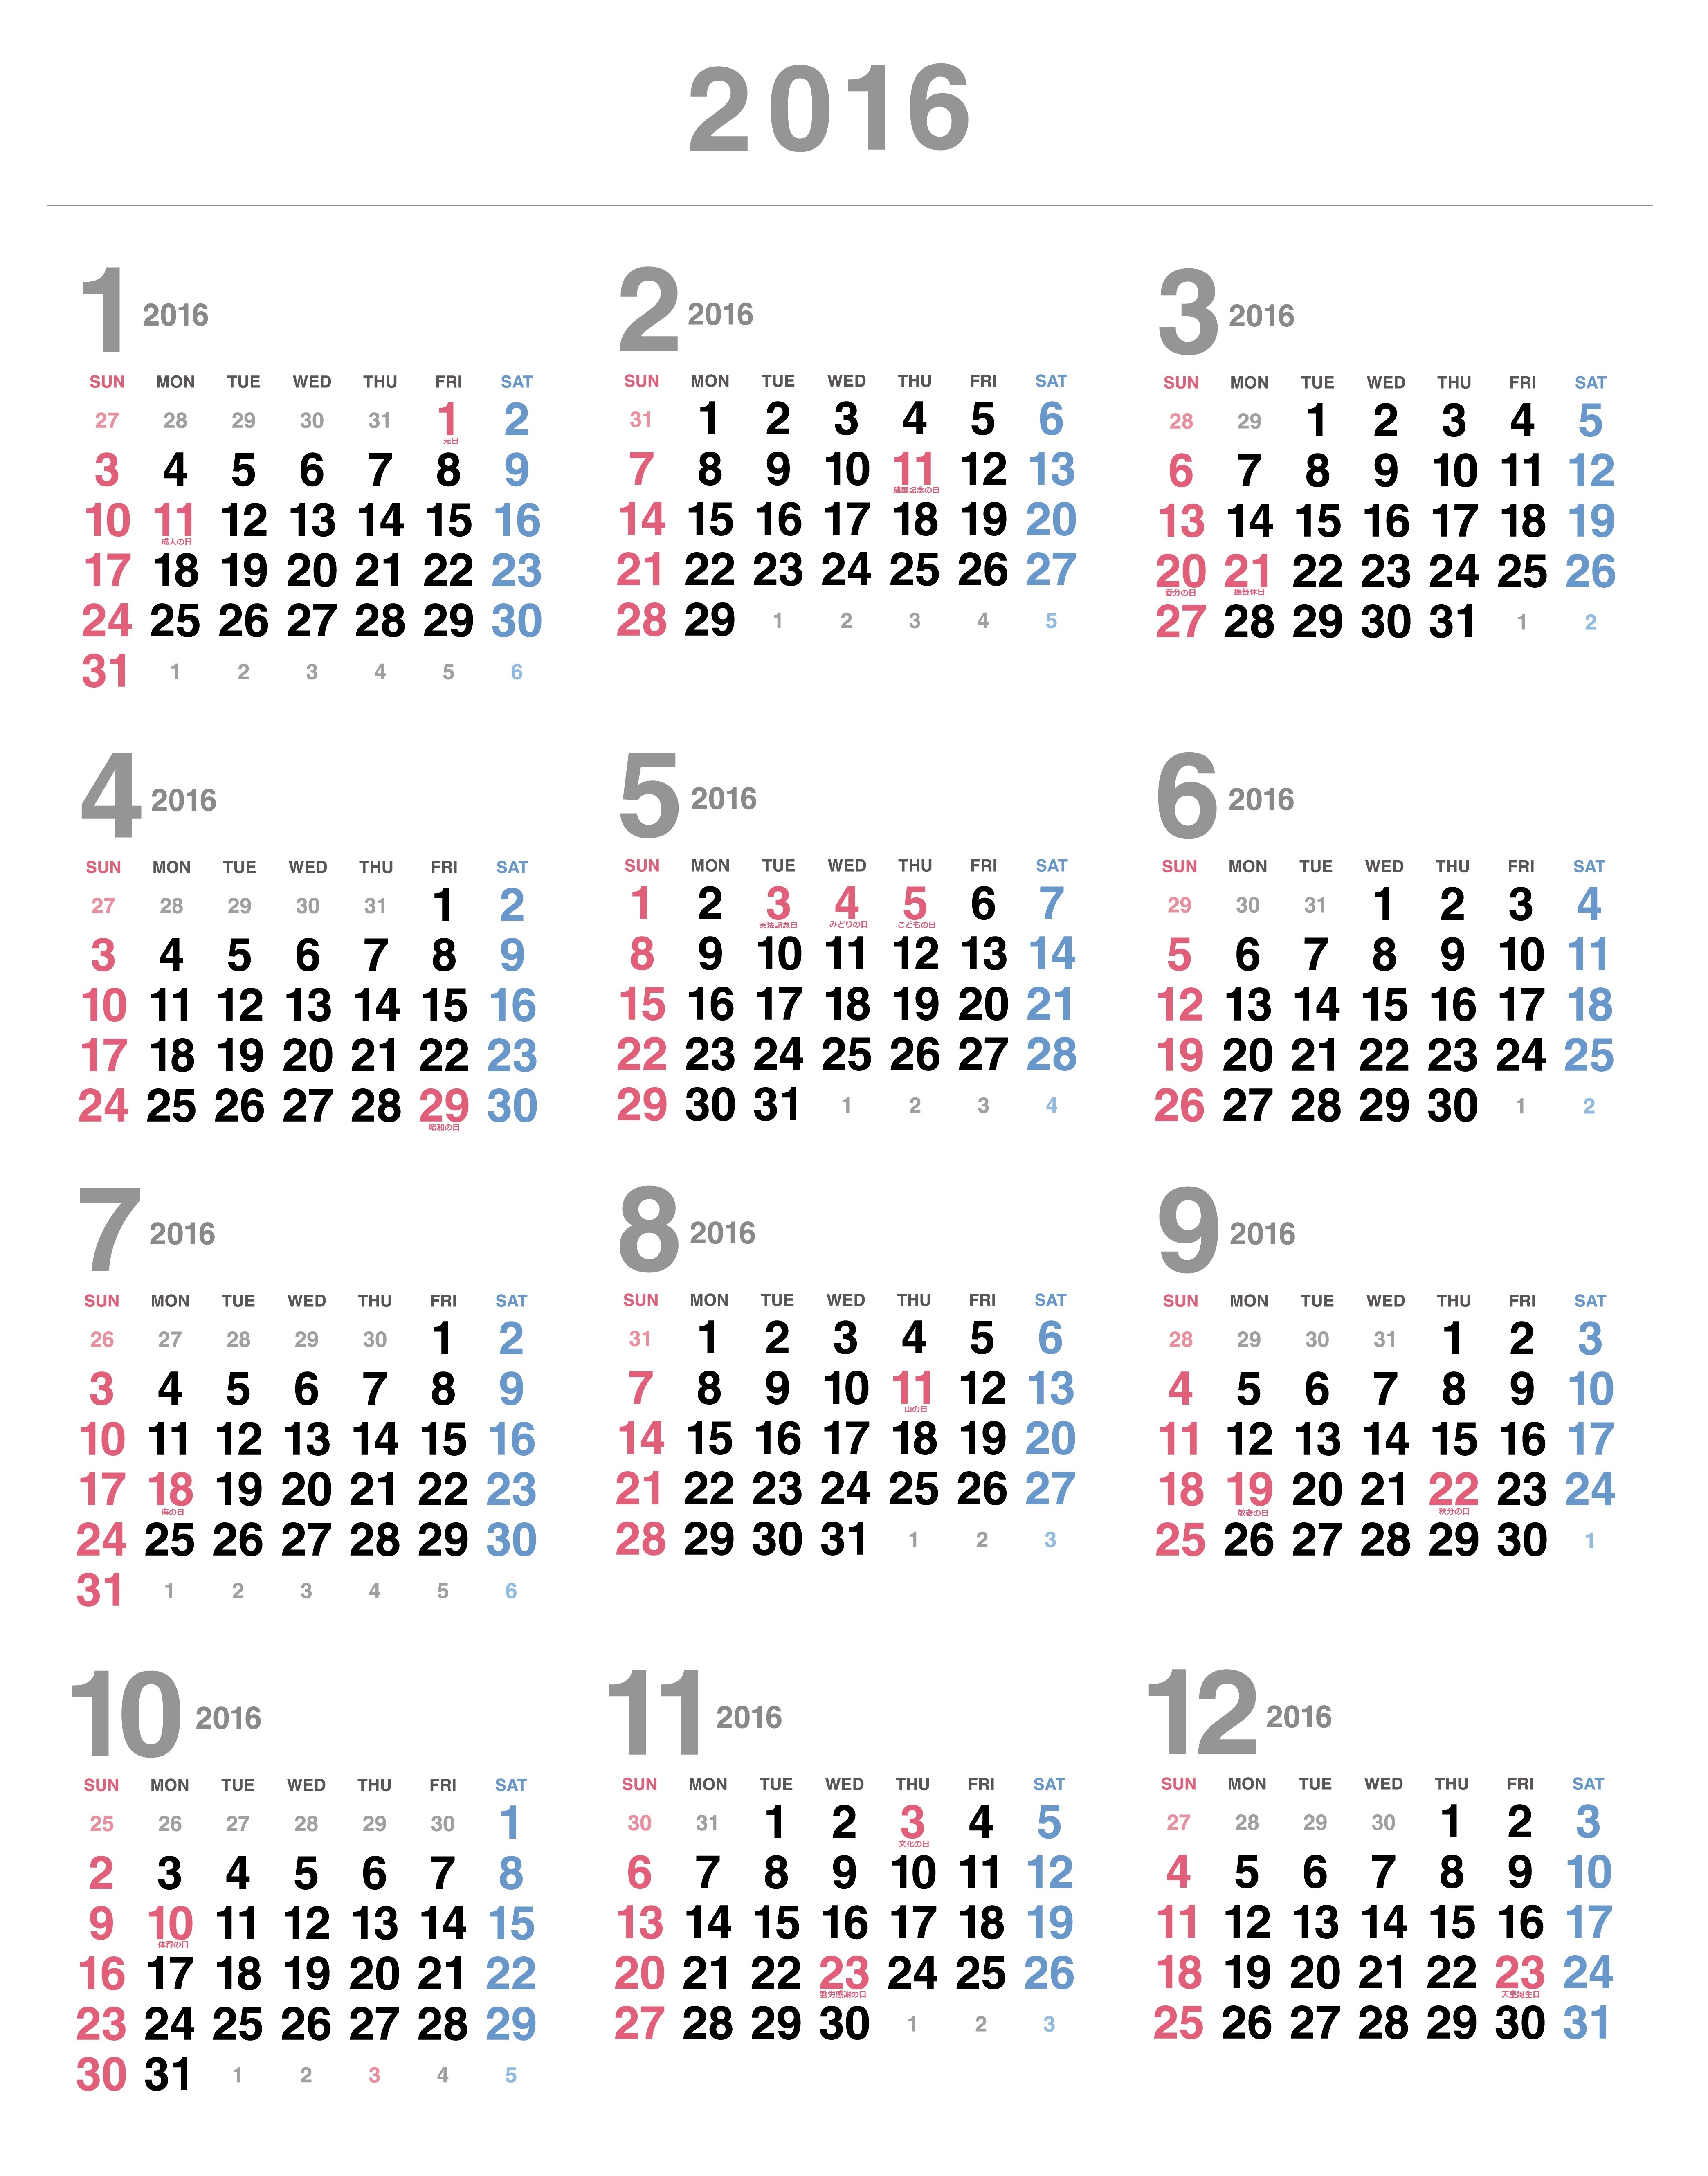 2016
1 2016
SUN MON TUE WED THU FRI SAT
27 28 29 30 31 1 2
元日
3 4 5 6 7 8 9
10 11 12 13 14 15 16
成人の日
17 18 19 20 21 22 23
24 25 26 27 28 29 30
31 1 2 3 4 5 6
2 2016
SUN MON TUE WED THU FRI SAT
31 1 2 3 4 5 6
7 8 9 10 11 12 13
建国記念の日
14 15 16 17 18 19 20
21 22 23 24 25 26 27
28 29 1 2 3 4 5
3 2016
SUN MON TUE WED THU FRI SAT
28 29 1 2 3 4 5
6 7 8 9 10 11 12
13 14 15 16 17 18 19
20 21 22 23 24 25 26
春分の日 振替休日
27 28 29 30 31 1 2
4 2016
SUN MON TUE WED THU FRI SAT
27 28 29 30 31 1 2
3 4 5 6 7 8 9
10 11 12 13 14 15 16
17 18 19 20 21 22 23
24 25 26 27 28 29 30
昭和の日
5 2016
SUN MON TUE WED THU FRI SAT
1 2 3 4 5 6 7
憲法記念日 みどりの日 こどもの日
8 9 10 11 12 13 14
15 16 17 18 19 20 21
22 23 24 25 26 27 28
29 30 31 1 2 3 4
6 2016
SUN MON TUE WED THU FRI SAT
29 30 31 1 2 3 4
5 6 7 8 9 10 11
12 13 14 15 16 17 18
19 20 21 22 23 24 25
26 27 28 29 30 1 2
7 2016
SUN MON TUE WED THU FRI SAT
26 27 28 29 30 1 2
3 4 5 6 7 8 9
10 11 12 13 14 15 16
17 18 19 20 21 22 23
海の日
24 25 26 27 28 29 30
31 1 2 3 4 5 6
8 2016
SUN MON TUE WED THU FRI SAT
31 1 2 3 4 5 6
7 8 9 10 11 12 13
山の日
14 15 16 17 18 19 20
21 22 23 24 25 26 27
28 29 30 31 1 2 3
9 2016
SUN MON TUE WED THU FRI SAT
28 29 30 31 1 2 3
4 5 6 7 8 9 10
11 12 13 14 15 16 17
18 19 20 21 22 23 24
敬老の日 秋分の日
25 26 27 28 29 30 1
10 2016
SUN MON TUE WED THU FRI SAT
25 26 27 28 29 30 1
2 3 4 5 6 7 8
9 10 11 12 13 14 15
体育の日
16 17 18 19 20 21 22
23 24 25 26 27 28 29
30 31 1 2 3 4 5
11 2016
SUN MON TUE WED THU FRI SAT
30 31 1 2 3 4 5
文化の日
6 7 8 9 10 11 12
13 14 15 16 17 18 19
20 21 22 23 24 25 26
勤労感謝の日
27 28 29 30 1 2 3
12 2016
SUN MON TUE WED THU FRI SAT
27 28 29 30 1 2 3
4 5 6 7 8 9 10
11 12 13 14 15 16 17
18 19 20 21 22 23 24
天皇誕生日
25 26 27 28 29 30 31